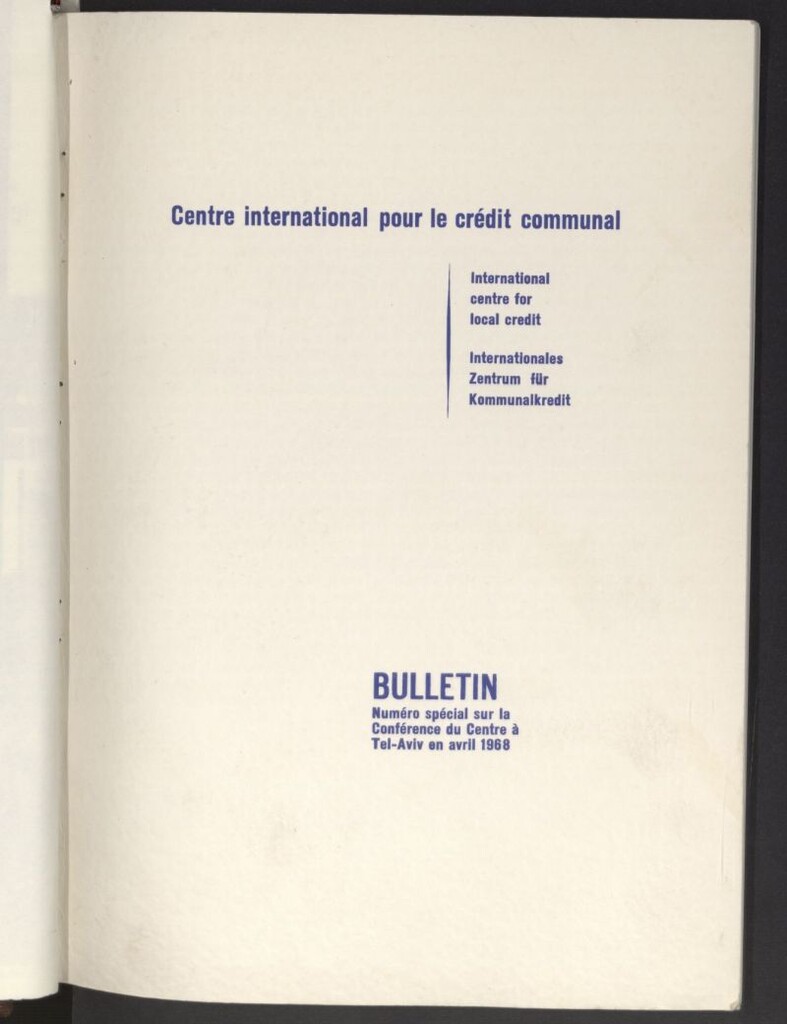 Centre international pour le crédit communal
International
centre for
local credit
Internationales
Zentrum für
Kommunalkredit
BULLETIN
Numéro spécial sur la
Conférence du Centre à
Tel-Aviv en avril 1968